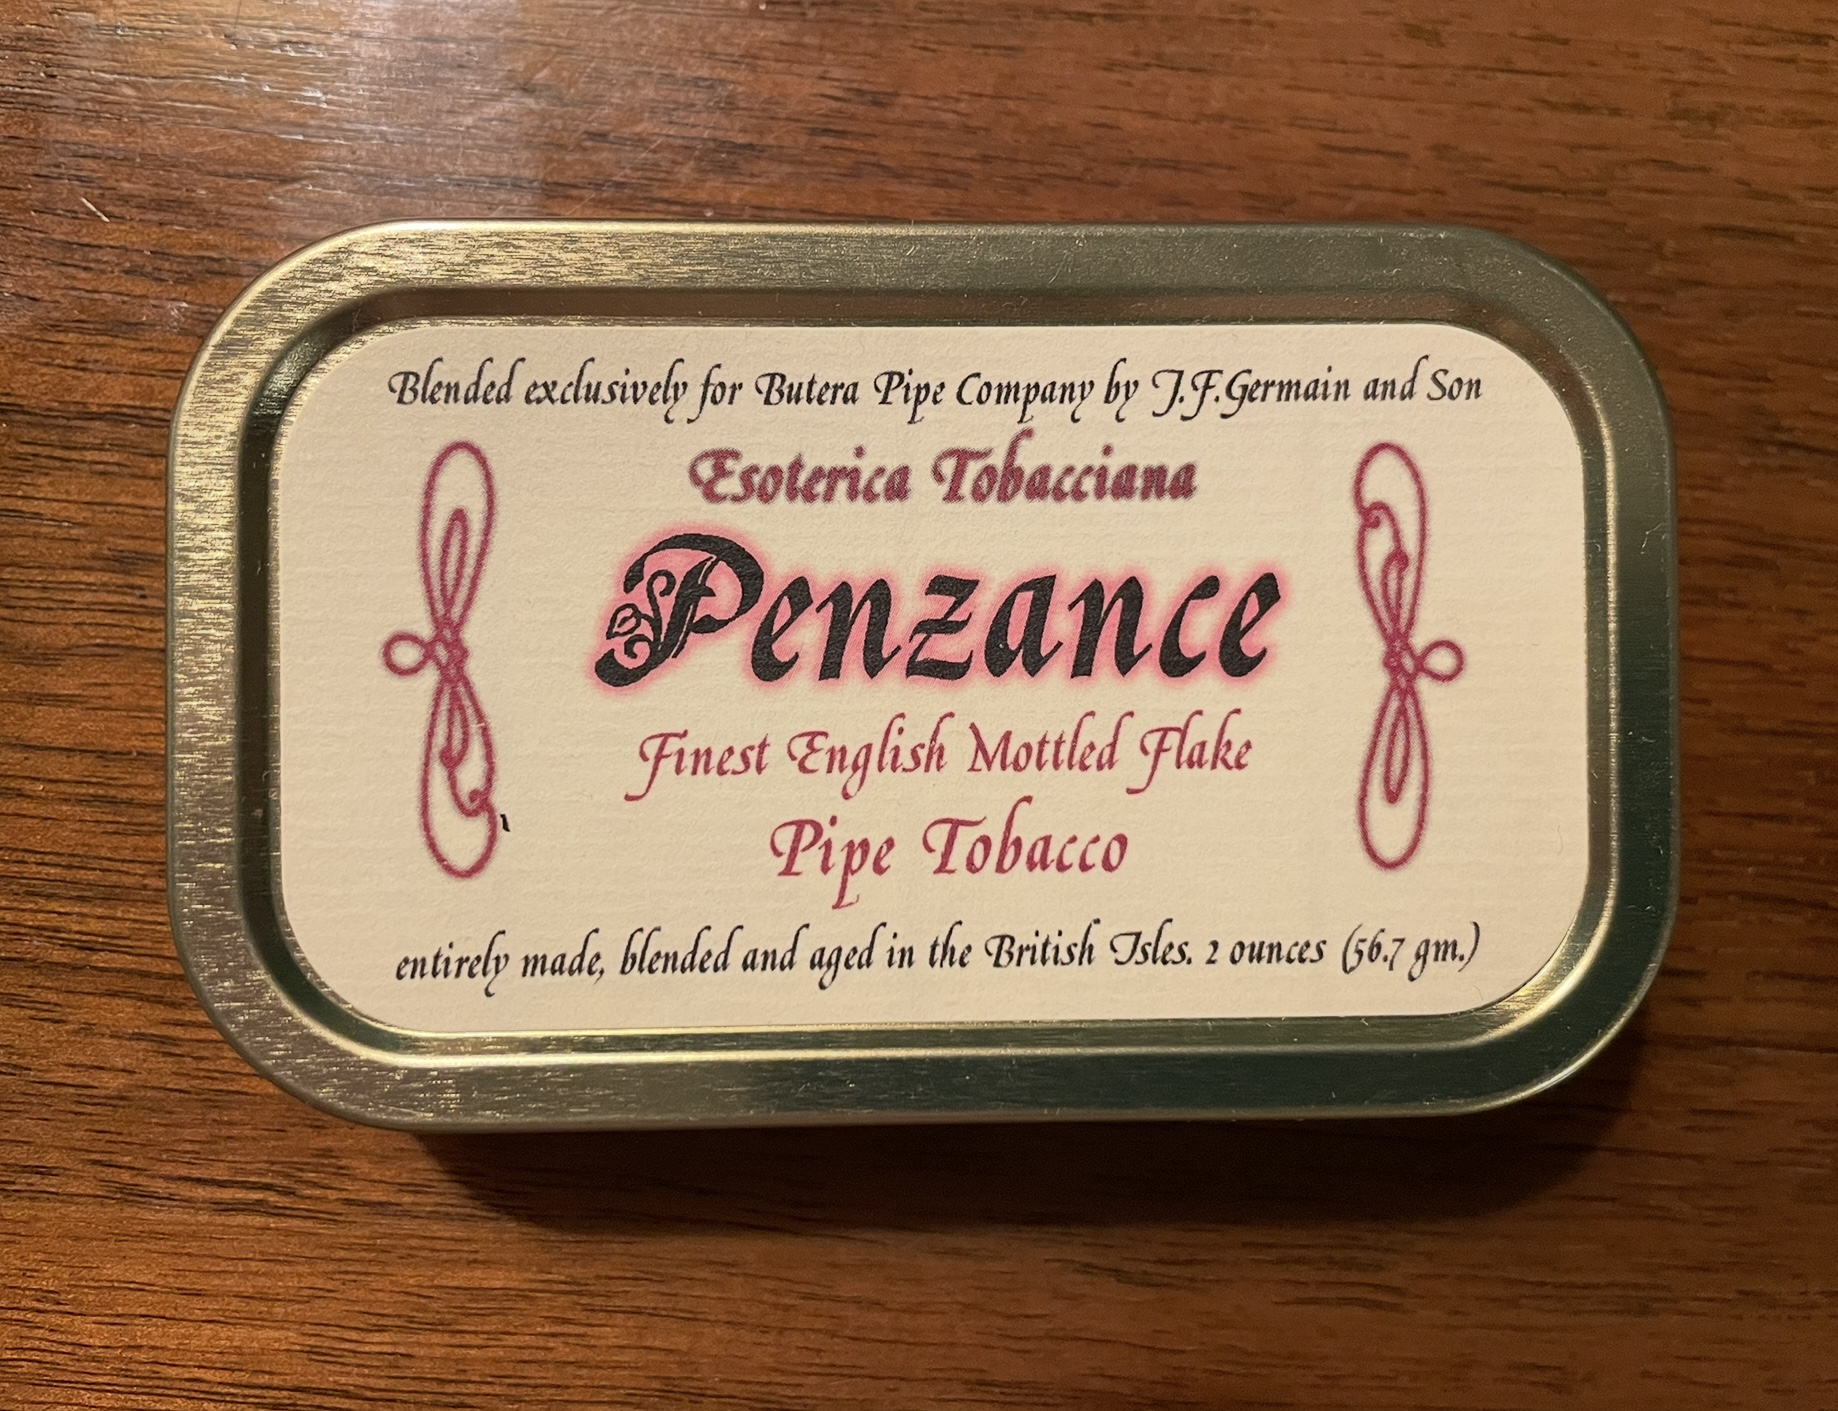 Blended exclusively for Butera Pipe Company by J.F.Germain and Son
Esoterica Tobacciana
Penzance
Finest English Mottled Flake
Pipe Tobacco
entirely made, blended and aged in the British Isles. 2 ounces (56.7 gm.)